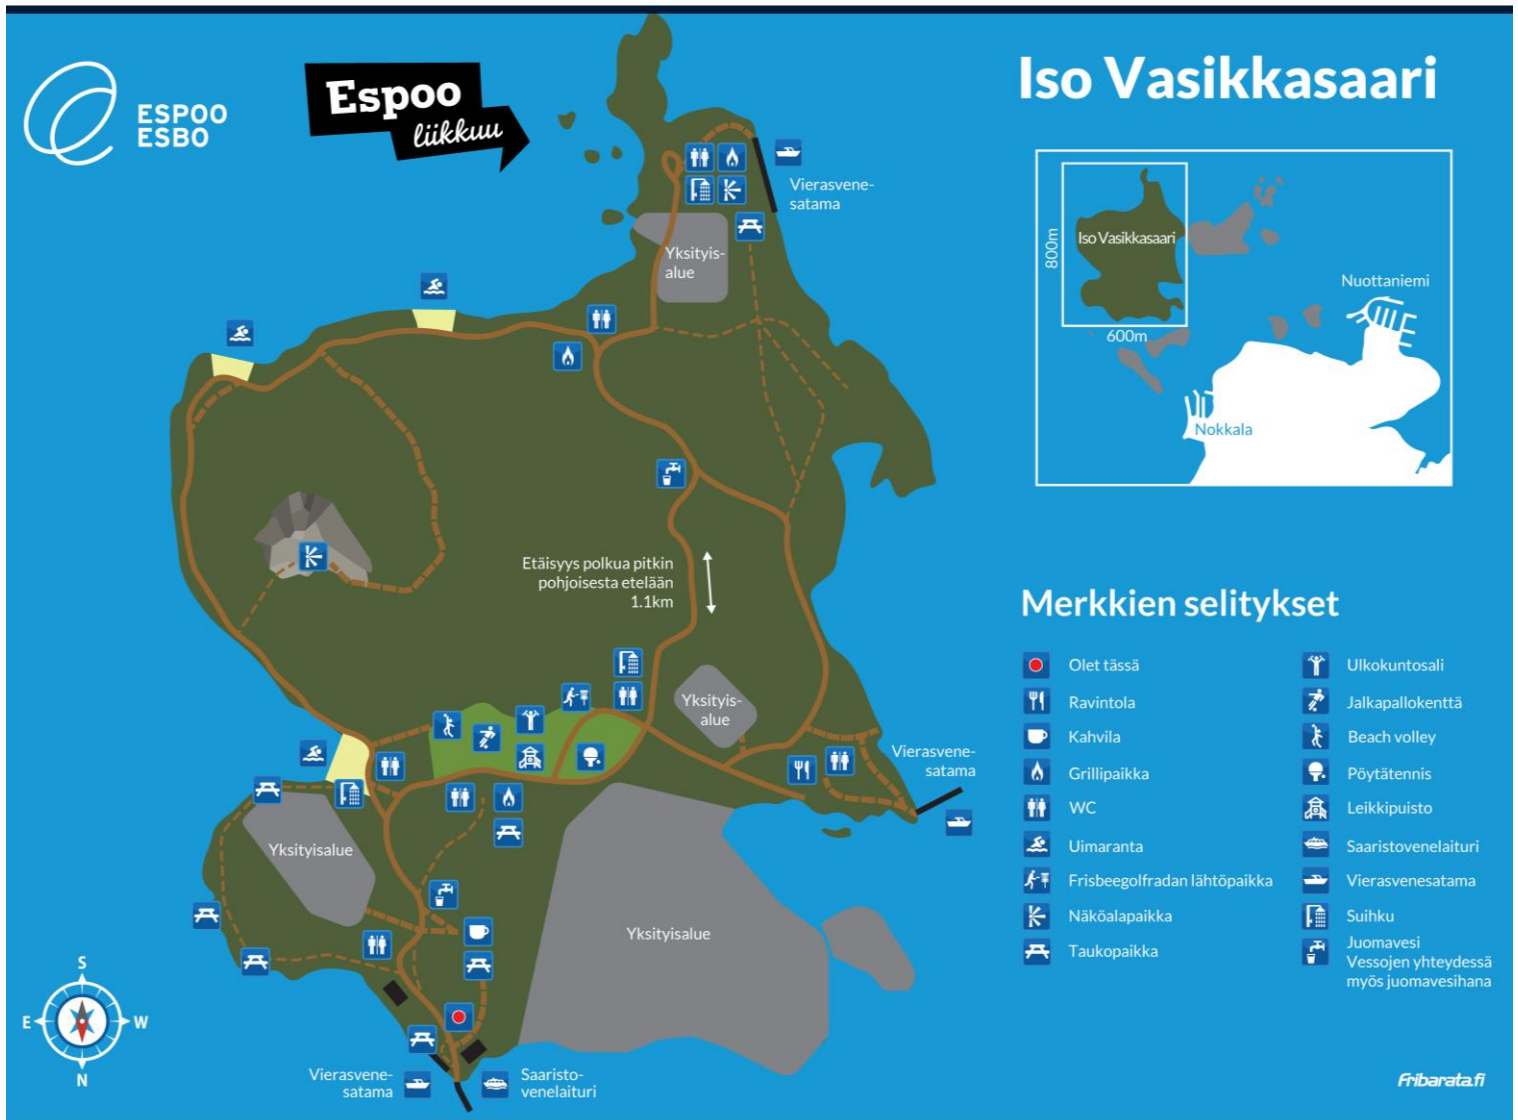 ESPOO
ESBO
Espoo
liikkuu
Iso Vasikkasaari
Vierasvene-
satama
Yksityis-
alue
800m
Iso Vasikkasaari
Nuottaniemi
600m
Nokkala
Etäisyys polkua pitkin
pohjoisesta etelään
1.1km
Yksityis-
alue
Vierasvene-
satama
Yksityisalue
Yksityisalue
Vierasvene-
satama
Saaristo-
venelaituri
S
E
W
N
Merkkien selitykset
Olet tässä
Ravintola
Kahvila
Grillipaikka
WC
Uimaranta
Frisbeegolfradan lähtöpaikka
Näköalapaikka
Taukopaikka
Ulkokuntosali
Jalkapallokenttä
Beach volley
Pöytätennis
Leikkipuisto
Saaristovenelaituri
Vierasvenesatama
Suihku
Juomavesi
Vessojen yhteydessä
myös juomavesihana
Fribarata.fi